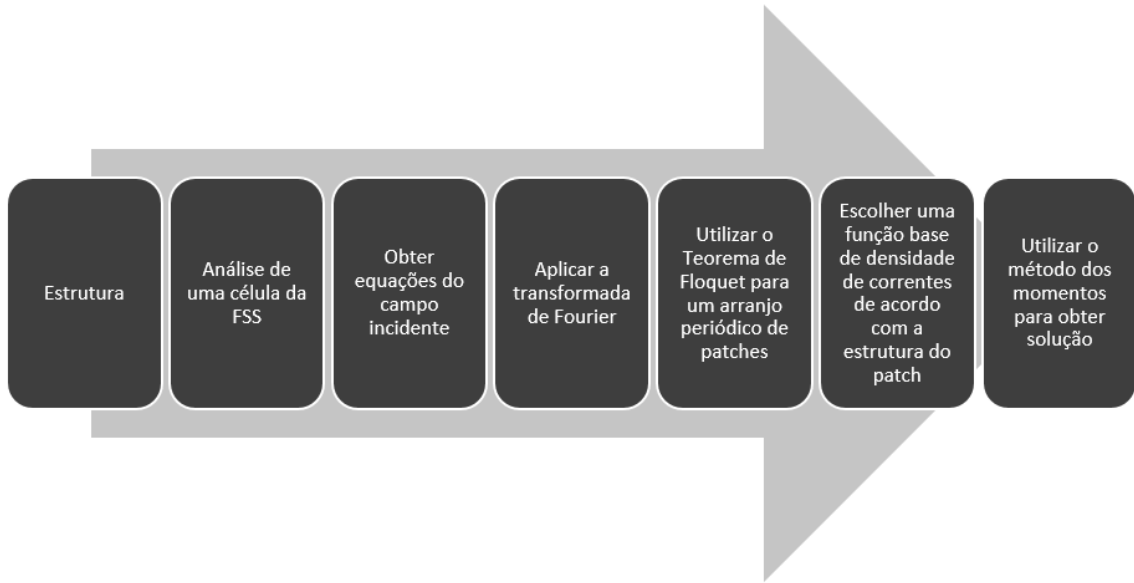 Estrutura
Análise de
uma célula da
FSS
Obter
equações do
campo
incidente
Aplicar a
transformada
de Fourier
Utilizar o
Teorema de
Floquet para
um arranjo
periódico de
patches
Escolher uma
função base
de densidade
de correntes
de acordo
com a
estrutura do
patch
Utilizar o
método dos
momentos
para obter
solução